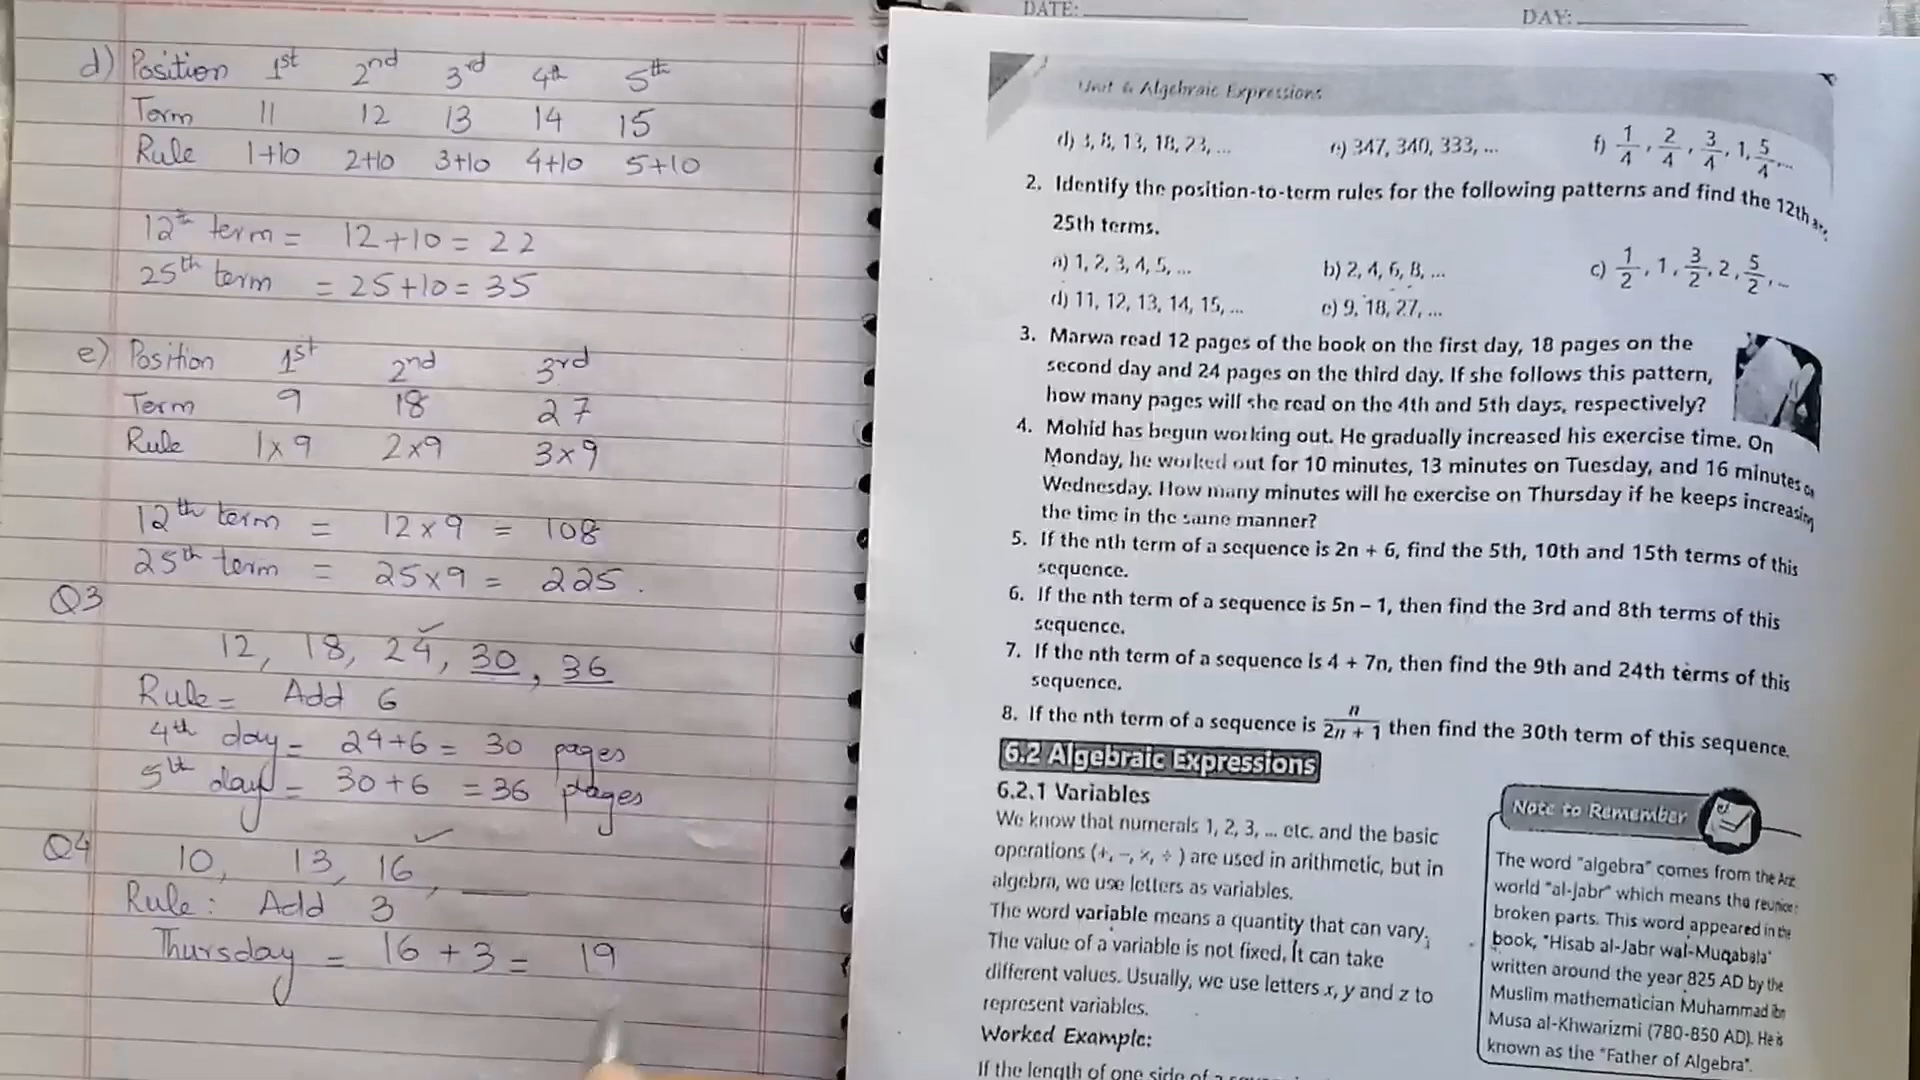 d) Position 1st 2nd 3rd 4th 5th
Term 11 12 13 14 15
Rule 1+10 2+10 3+10 4+10 5+10
12th term = 12+10 = 22
25th term = 25+10 = 35
e) Position 1st 2nd 3rd
Term 9 18 27
Rule 1×9 2×9 3×9
12th term = 12×9 = 108
25th term = 25×9 = 225.
Q3
12, 18, 24, 30, 36
Rule = Add 6
4th day = 24+6 = 30 pages
5th day = 30+6 = 36 pages
Q4
10, 13, 16, ___
Rule: Add 3
Thursday = 16+3 = 19
DATE: DAY:
Unit 6 Algebraic Expressions
d) 3, 8, 13, 18, 23, ... e) 347, 340, 333, ... f) 1/4, 2/4, 3/4, 1, 5/4, ...
2. Identify the position-to-term rules for the following patterns and find the 12th
25th terms.
a) 1, 2, 3, 4, 5, ... b) 2, 4, 6, 8, ... c) 1/2, 1, 3/2, 2, 5/2, ...
d) 11, 12, 13, 14, 15, ... e) 9, 18, 27, ...
3. Marwa read 12 pages of the book on the first day, 18 pages on the
second day and 24 pages on the third day. If she follows this pattern,
how many pages will she read on the 4th and 5th days, respectively?
4. Mohid has begun working out. He gradually increased his exercise time. On
Monday, he worked out for 10 minutes, 13 minutes on Tuesday, and 16 minutes on
Wednesday. How many minutes will he exercise on Thursday if he keeps increasing
the time in the same manner?
5. If the nth term of a sequence is 2n + 6, find the 5th, 10th and 15th terms of this
sequence.
6. If the nth term of a sequence is 5n – 1, then find the 3rd and 8th terms of this
sequence.
7. If the nth term of a sequence is 4 + 7n, then find the 9th and 24th terms of this
sequence.
8. If the nth term of a sequence is n/(2n + 1) then find the 30th term of this sequence.
6.2 Algebraic Expressions
6.2.1 Variables
We know that numerals 1, 2, 3, ... etc. and the basic
operations (+, –, ×, ÷) are used in arithmetic, but in
algebra, we use letters as variables.
The word variable means a quantity that can vary.
The value of a variable is not fixed, it can take
different values. Usually, we use letters x, y and z to
represent variables.
Worked Example:
If the length of one side of a
Note to Remember
The word "algebra" comes from the
world "al-jabr" which means the
broken parts. This word appeared in the
book, "Hisab al-Jabr wal-Muqabala"
written around the year 825 AD by the
Muslim mathematician Muhammad ibn
Musa al-Khwarizmi (780-850 AD). He is
known as the "Father of Algebra".